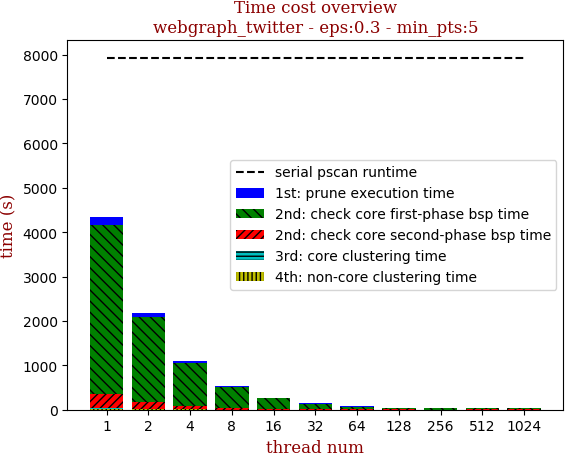 Time cost overview
webgraph_twitter - eps:0.3 - min_pts:5
8000
7000
6000
5000
4000
3000
2000
1000
0
time (s)
serial pscan runtime
1st: prune execution time
2nd: check core first-phase bsp time
2nd: check core second-phase bsp time
3rd: core clustering time
4th: non-core clustering time
1 2 4 8 16 32 64 128 256 512 1024
thread num